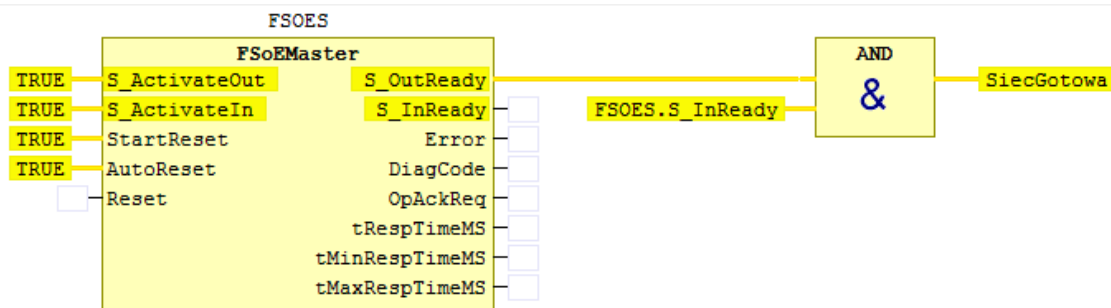 FSOES
FSoEMaster AND
TRUE S_ActivateOut S_OutReady & SiecGotowa
TRUE S_ActivateIn S_InReady FSOES.S_InReady
TRUE StartReset Error
TRUE AutoReset DiagCode
Reset OpAckReq
tRespTimeMS
tMinRespTimeMS
tMaxRespTimeMS